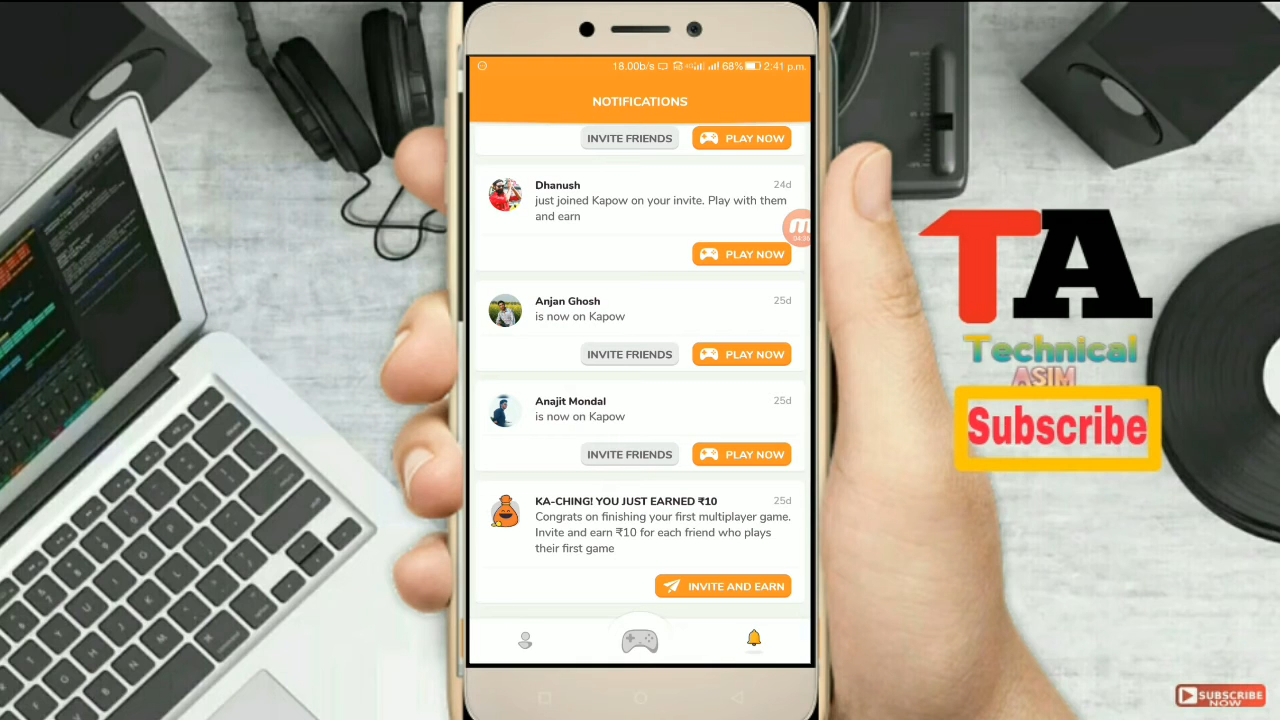 18.00b/s 68% 2:41 p.m.
NOTIFICATIONS
INVITE FRIENDS PLAY NOW
Dhanush 24d
just joined Kapow on your invite. Play with them
and earn
04:38
PLAY NOW
Anjan Ghosh 25d
is now on Kapow
INVITE FRIENDS PLAY NOW
Anajit Mondal 25d
is now on Kapow
INVITE FRIENDS PLAY NOW
KA-CHING! YOU JUST EARNED ₹10 25d
Congrats on finishing your first multiplayer game.
Invite and earn ₹10 for each friend who plays
their first game
INVITE AND EARN
TA
Technical
ASIM
Subscribe
SUBSCRIBE
NOW